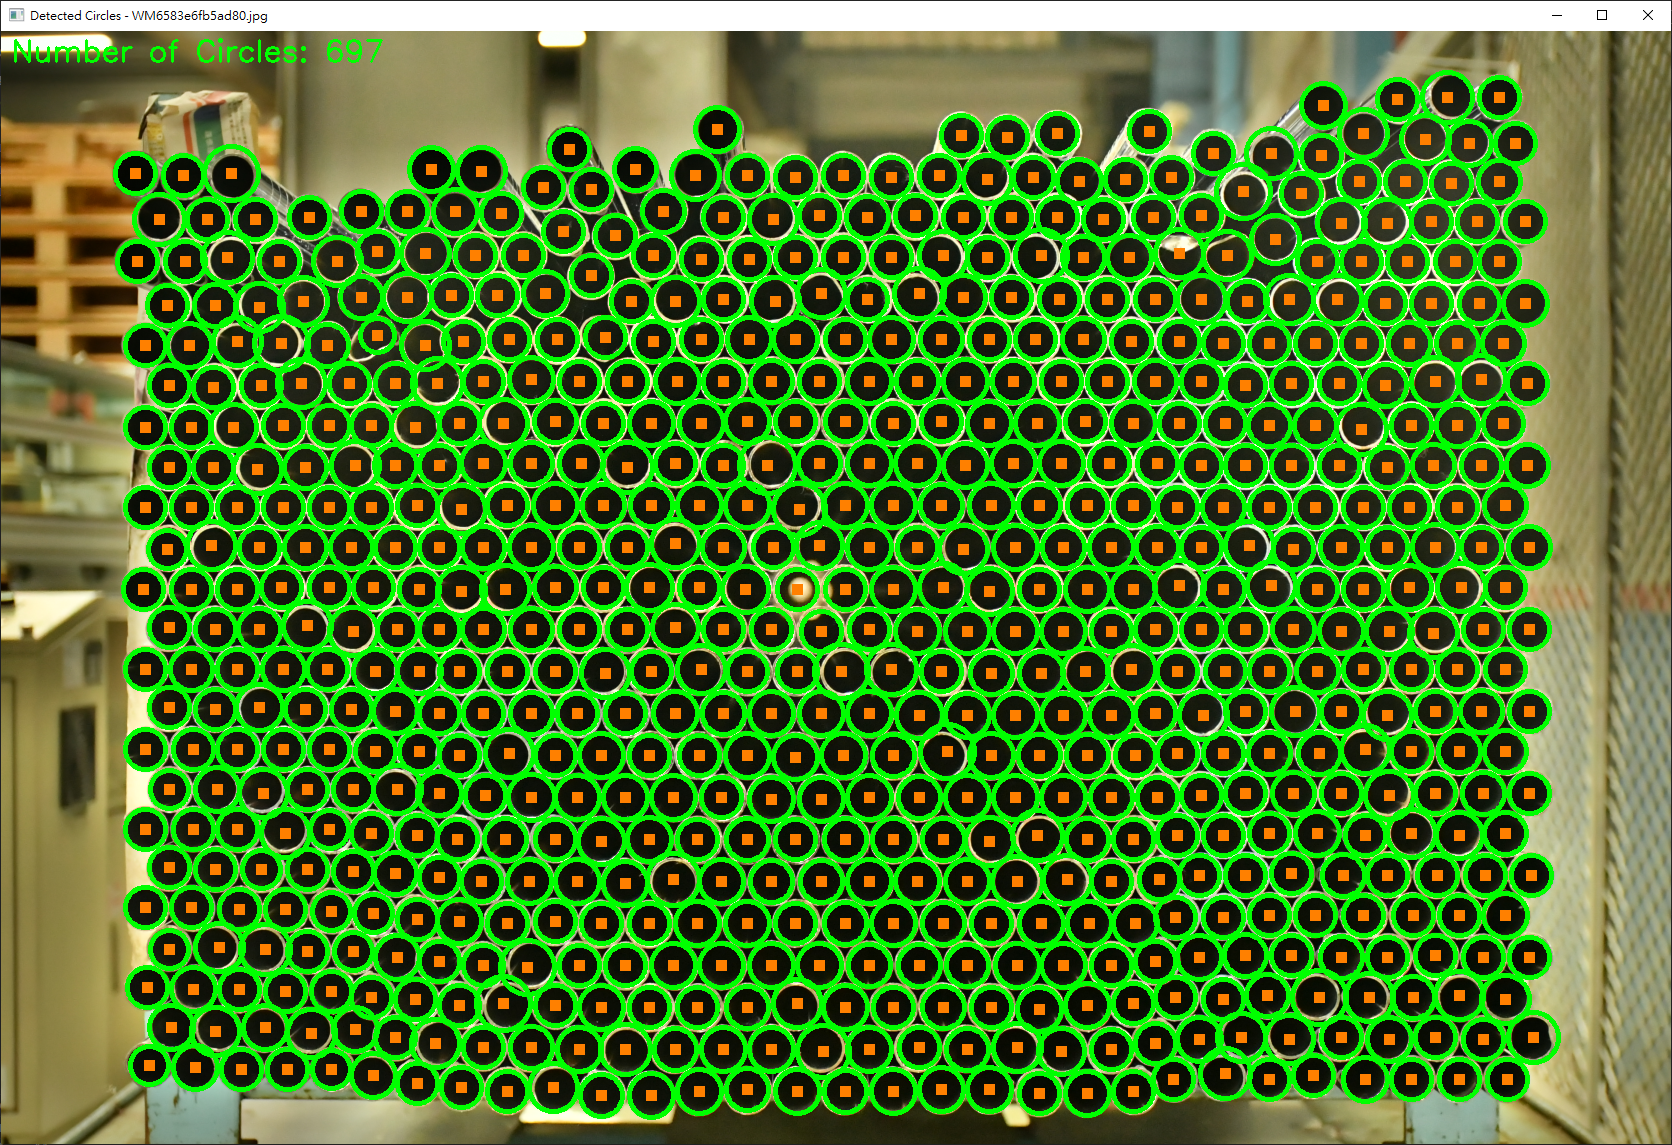 Detected Circles - WM6583e6fb5ad80.jpg
Number of Circles: 697